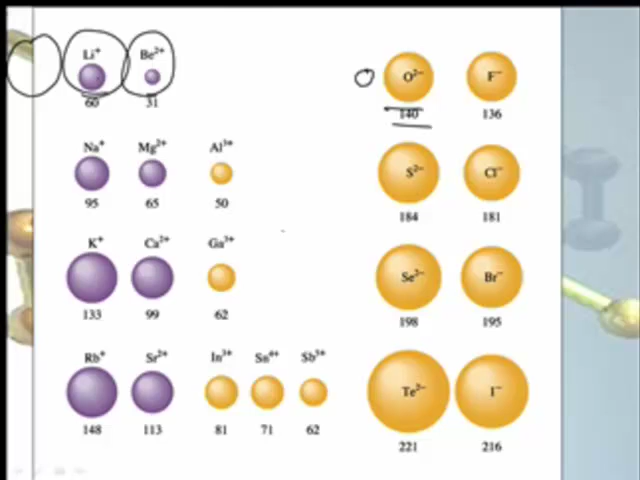 Li⁺ Be²⁺ O²⁻ F⁻
60 31 140 136
Na⁺ Mg²⁺ Al³⁺ S²⁻ Cl⁻
95 65 50 184 181
K⁺ Ca²⁺ Ga³⁺ Se²⁻ Br⁻
133 99 62 198 195
Rb⁺ Sr²⁺ In³⁺ Sn⁴⁺ Sb⁵⁺ Te²⁻ I⁻
148 113 81 71 62 221 216